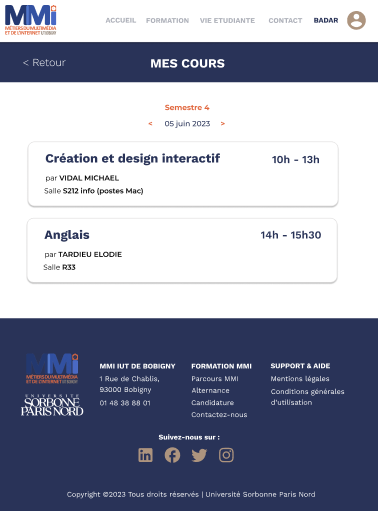 MMi
MÉTIERS DU MULTIMÉDIA
ET DE L'INTERNET
ACCUEIL FORMATION VIE ETUDIANTE CONTACT BADAR
< Retour
MES COURS
Semestre 4
< 05 juin 2023 >
Création et design interactif
10h - 13h
par VIDAL MICHAEL
Salle S212 info (postes Mac)
Anglais
14h - 15h30
par TARDIEU ELODIE
Salle R33
MMi
MÉTIERS DU MULTIMÉDIA
ET DE L'INTERNET
UNIVERSITÉ
SORBONNE
PARIS NORD
MMI IUT DE BOBIGNY
1 Rue de Chablis,
93000 Bobigny
01 48 38 88 01
FORMATION MMI
Parcours MMI
Alternance
Candidature
Contactez-nous
SUPPORT & AIDE
Mentions légales
Conditions générales
d'utilisation
Suivez-nous sur :
Copyright ©2023 Tous droits réservés | Université Sorbonne Paris Nord